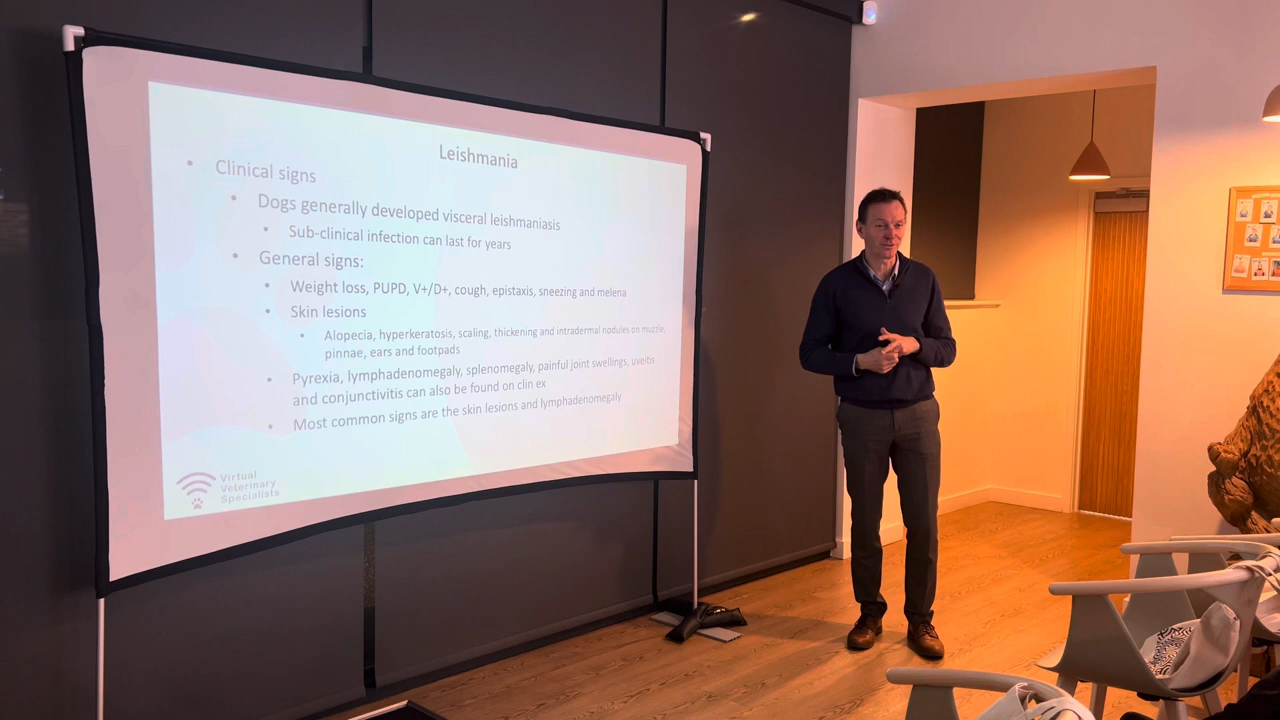 Leishmania
• Clinical signs
• Dogs generally developed visceral leishmaniasis
• Sub-clinical infection can last for years
• General signs:
• Weight loss, PUPD, V+/D+, cough, epistaxis, sneezing and melena
• Skin lesions
• Alopecia, hyperkeratosis, scaling, thickening and intradermal nodules on muzzle,
pinnae, ears and footpads
• Pyrexia, lymphadenomegaly, splenomegaly, painful joint swellings, uveitis
and conjunctivitis can also be found on clin ex
• Most common signs are the skin lesions and lymphadenomegaly
Virtual
Veterinary
Specialists